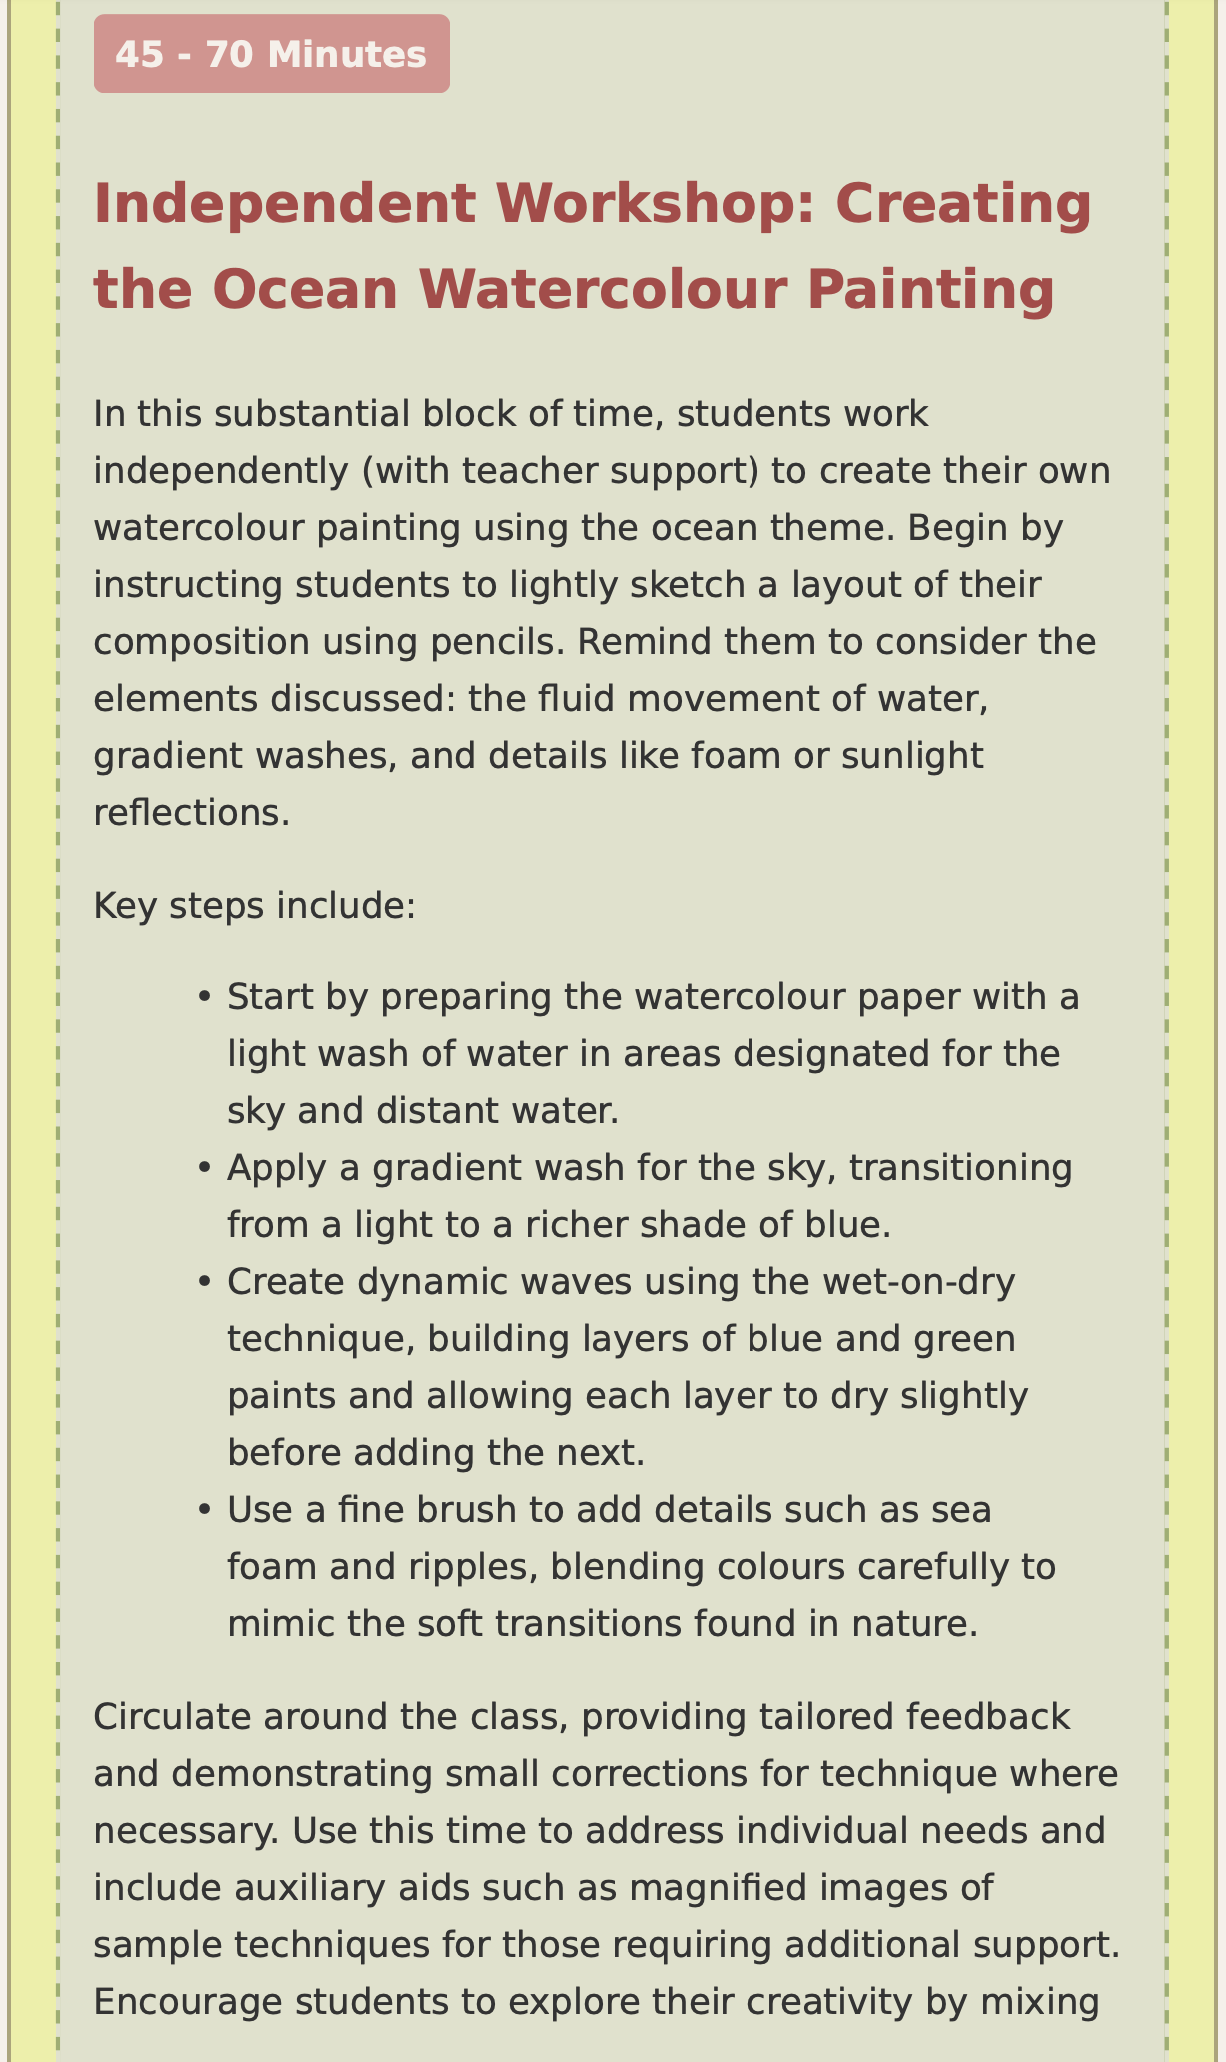 45 - 70 Minutes
Independent Workshop: Creating
the Ocean Watercolour Painting
In this substantial block of time, students work
independently (with teacher support) to create their own
watercolour painting using the ocean theme. Begin by
instructing students to lightly sketch a layout of their
composition using pencils. Remind them to consider the
elements discussed: the fluid movement of water,
gradient washes, and details like foam or sunlight
reflections.
Key steps include:
• Start by preparing the watercolour paper with a
light wash of water in areas designated for the
sky and distant water.
• Apply a gradient wash for the sky, transitioning
from a light to a richer shade of blue.
• Create dynamic waves using the wet-on-dry
technique, building layers of blue and green
paints and allowing each layer to dry slightly
before adding the next.
• Use a fine brush to add details such as sea
foam and ripples, blending colours carefully to
mimic the soft transitions found in nature.
Circulate around the class, providing tailored feedback
and demonstrating small corrections for technique where
necessary. Use this time to address individual needs and
include auxiliary aids such as magnified images of
sample techniques for those requiring additional support.
Encourage students to explore their creativity by mixing